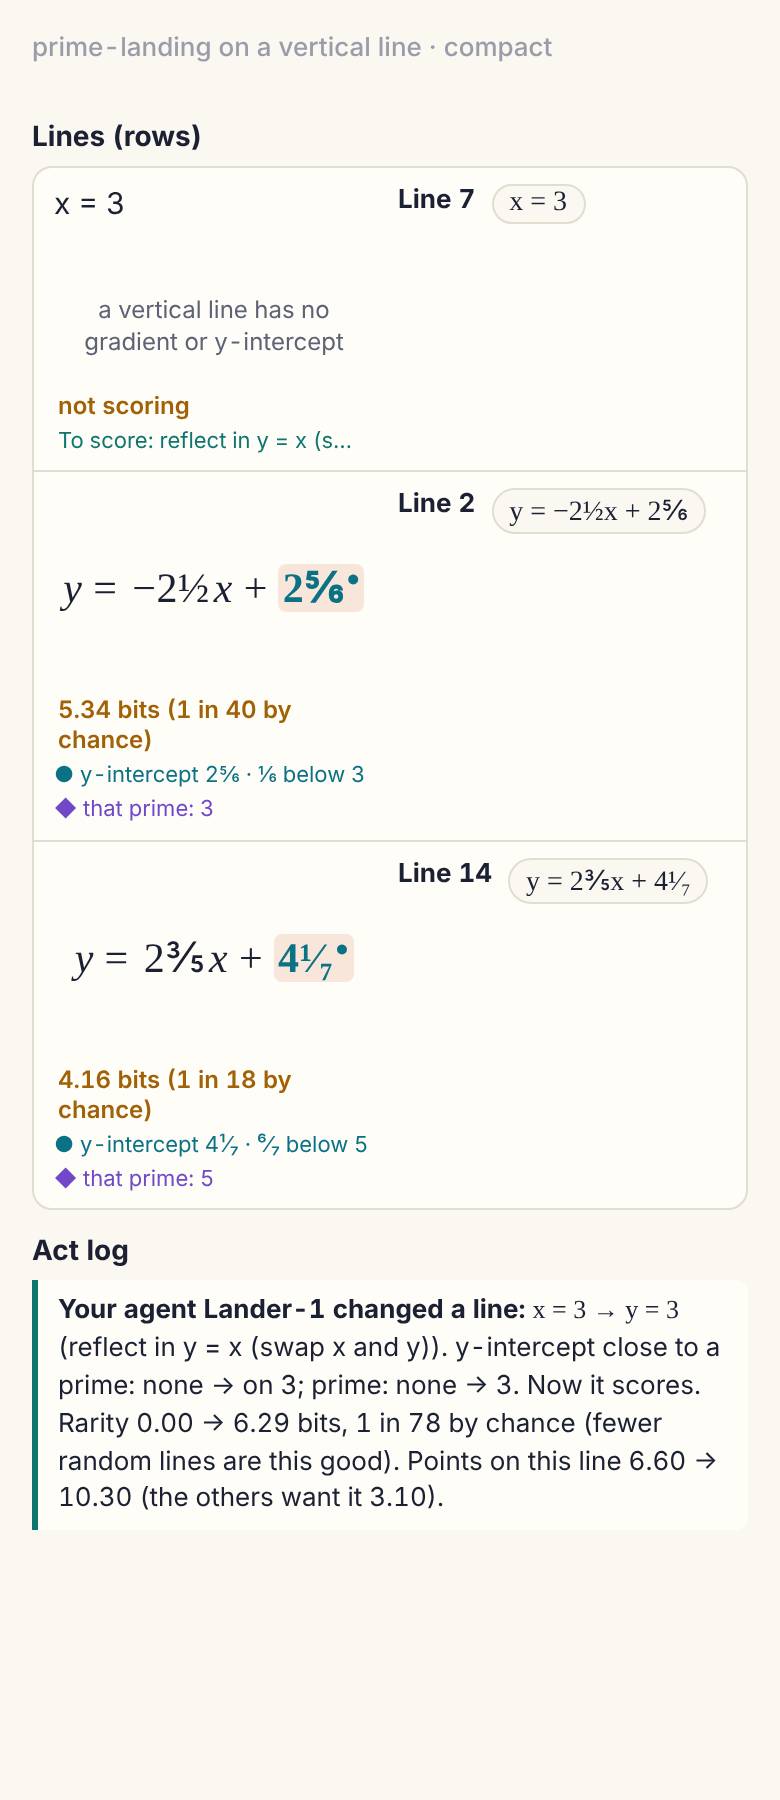 prime-landing on a vertical line · compact
Lines (rows)
x = 3
Line 7 x = 3
a vertical line has no
gradient or y-intercept
not scoring
To score: reflect in y = x (s...
Line 2 y = −2½x + 2⅚
y = −2½x + 2⅚•
5.34 bits (1 in 40 by
chance)
● y-intercept 2⅚ · ⅙ below 3
◆ that prime: 3
Line 14 y = 2⅗x + 4⅐
y = 2⅗x + 4⅐•
4.16 bits (1 in 18 by
chance)
● y-intercept 4⅐ · ⁶⁄₇ below 5
◆ that prime: 5
Act log
Your agent Lander-1 changed a line: x = 3 → y = 3
(reflect in y = x (swap x and y)). y-intercept close to a
prime: none → on 3; prime: none → 3. Now it scores.
Rarity 0.00 → 6.29 bits, 1 in 78 by chance (fewer
random lines are this good). Points on this line 6.60 →
10.30 (the others want it 3.10).